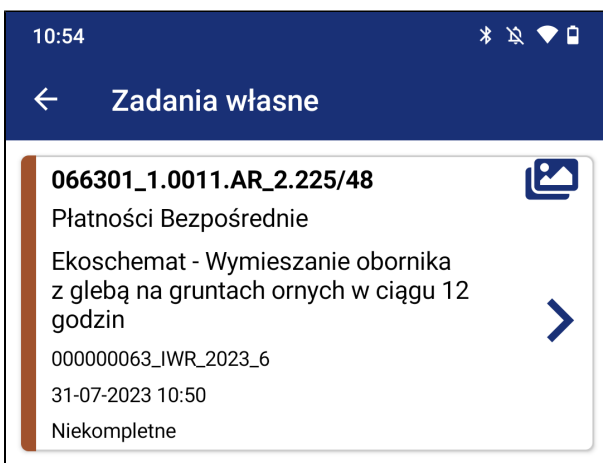 10:54
Zadania własne
066301_1.0011.AR_2.225/48
Płatności Bezpośrednie
Ekoschemat - Wymieszanie obornika
z glebą na gruntach ornych w ciągu 12
godzin
000000063_IWR_2023_6
31-07-2023 10:50
Niekompletne